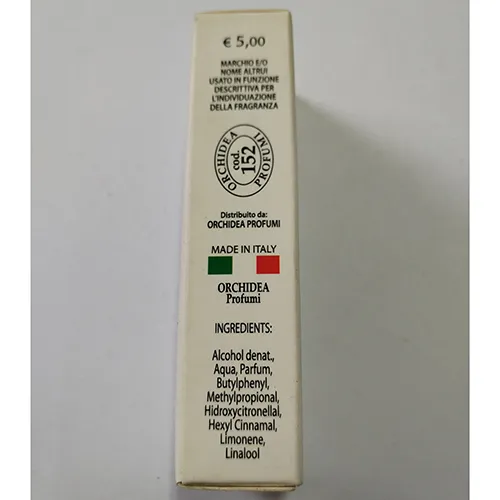 € 5,00
MARCHIO E/O
NOME ALTRUI
USATO IN FUNZIONE
DESCRITTIVA PER
L'INDIVIDUAZIONE
DELLA FRAGRANZA
ORCHIDEA
cod.
152
PROFUMI
Distribuito da:
ORCHIDEA PROFUMI
MADE IN ITALY
ORCHIDEA
Profumi
INGREDIENTS:
Alcohol denat.,
Aqua, Parfum,
Butylphenyl,
Methylpropional,
Hidroxycitronellal,
Hexyl Cinnamal,
Limonene,
Linalool